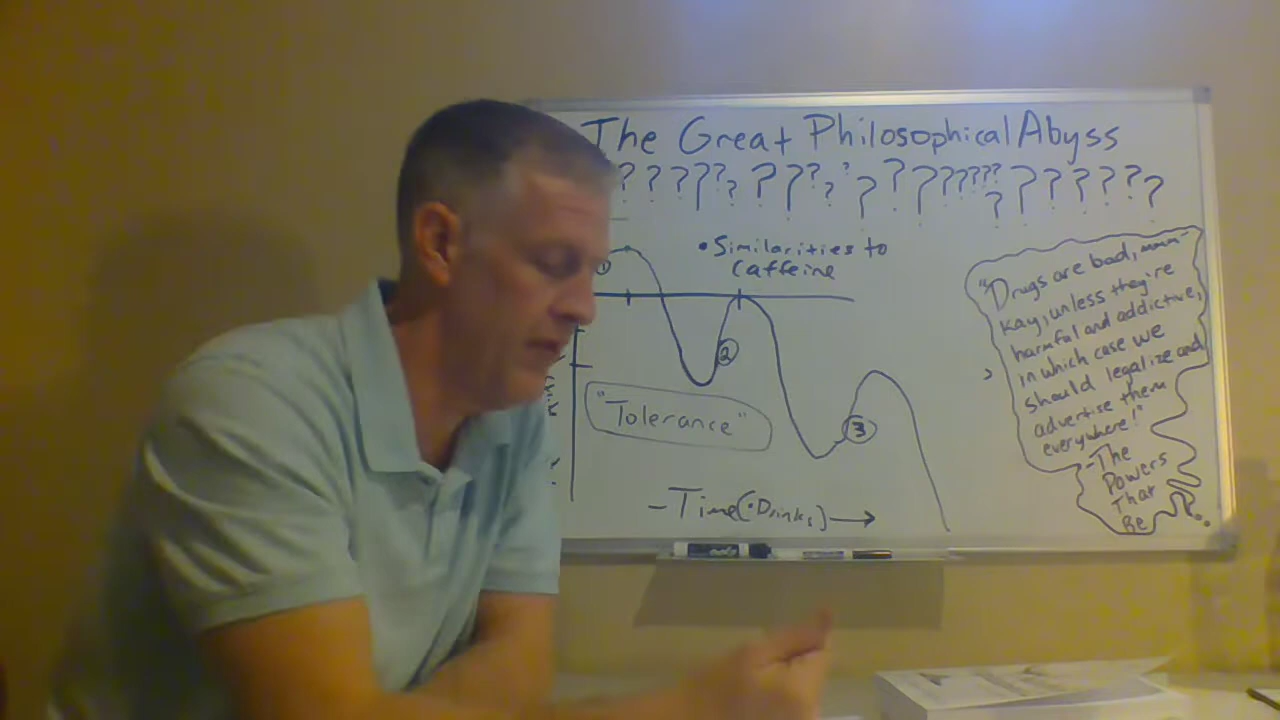 The Great Philosophical Abyss
????????????????????????
• Similarities to
caffeine
①
②
"Tolerance"
③
- Time (• Drinks) →
"Drugs are bad, mmm
kay, unless they're
harmful and addictive,
in which case we
should legalize and
advertise them
everywhere!"
-The
Powers
That
Be